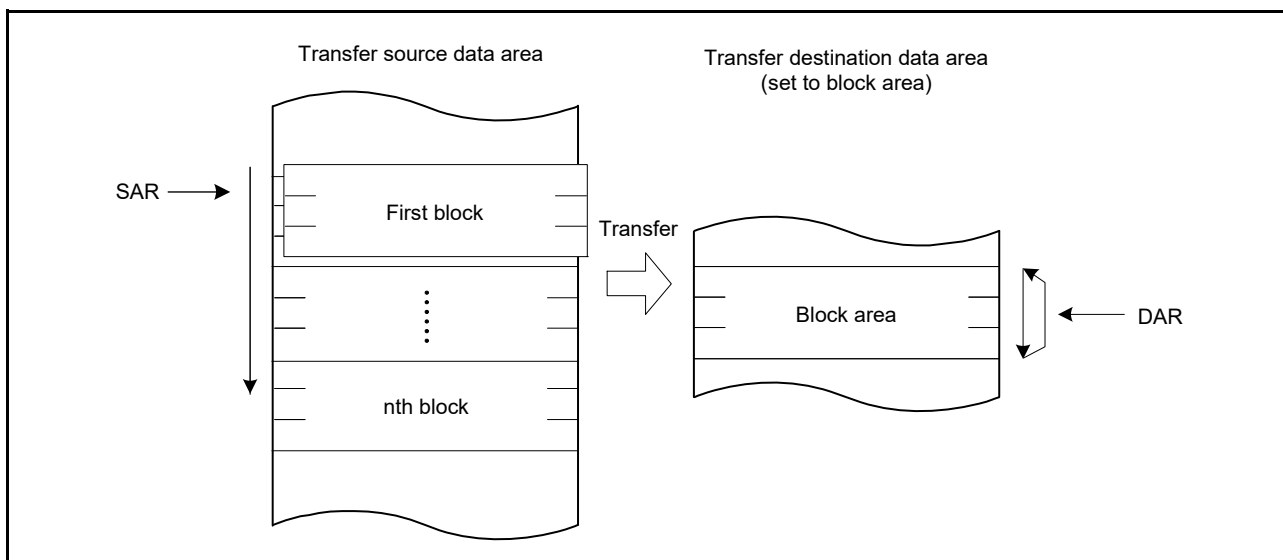 Transfer source data area
Transfer destination data area
(set to block area)
SAR
First block
Transfer
Block area
DAR
nth block